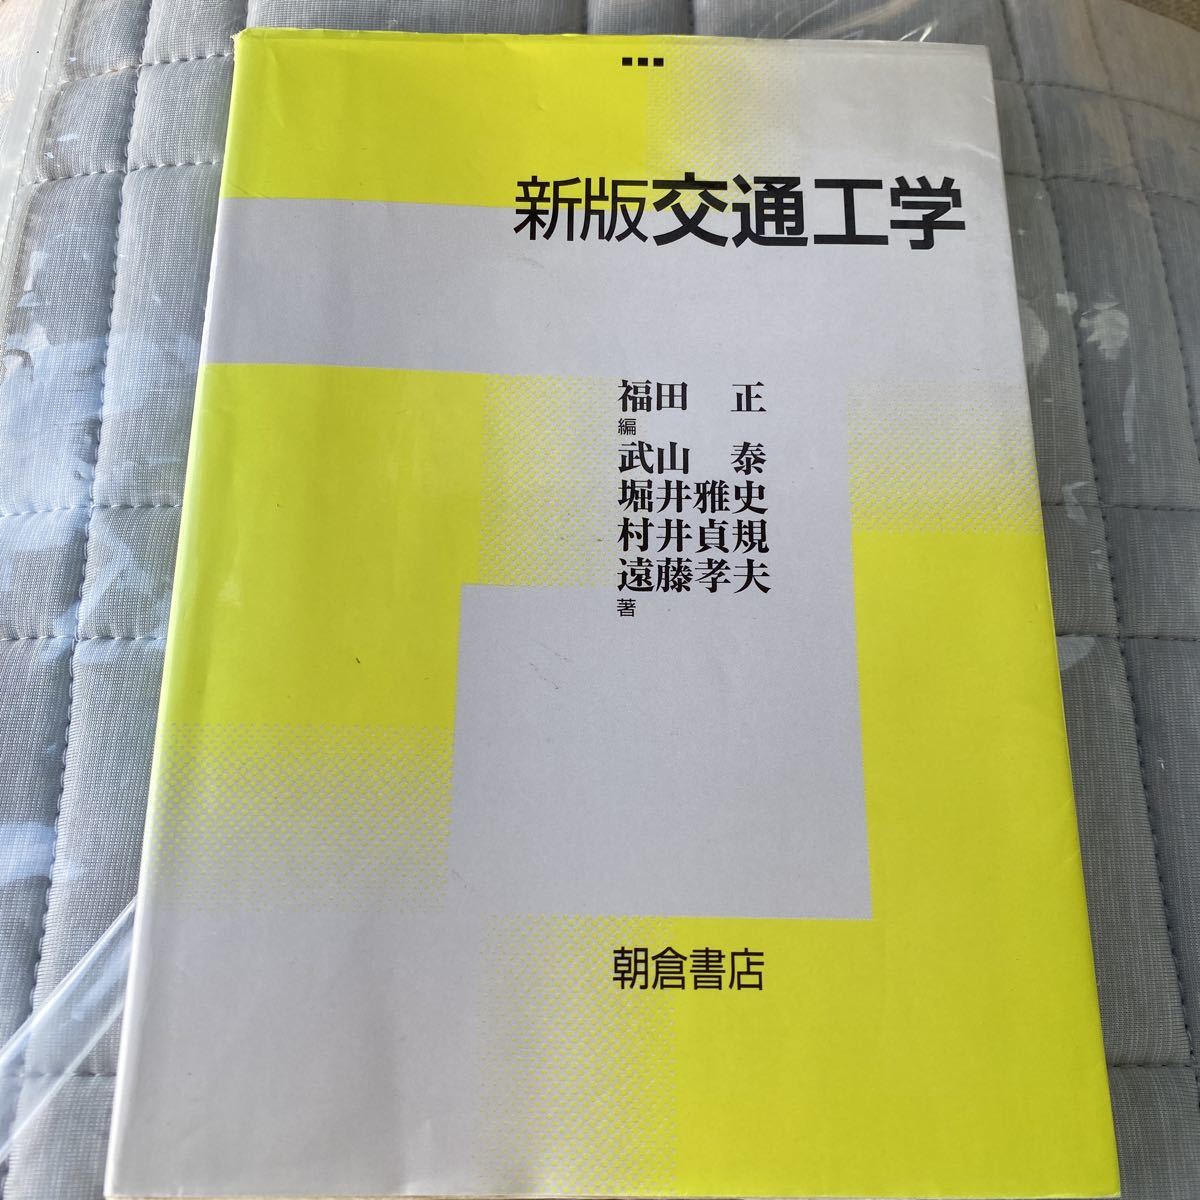 新版交通工学
福田 正
編
武山 泰
堀井雅史
村井貞規
遠藤孝夫
著
朝倉書店